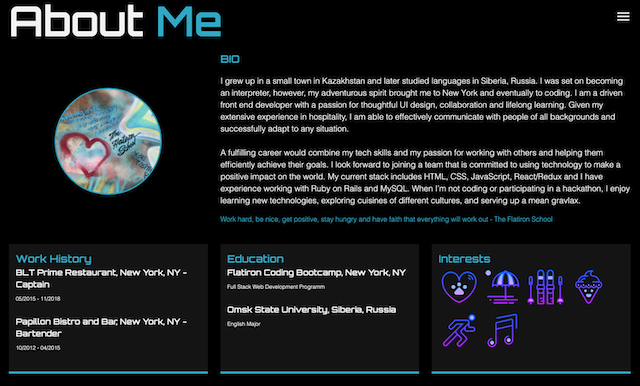 About Me
BIO
I grew up in a small town in Kazakhstan and later studied languages in Siberia, Russia. I was set on becoming
an interpreter, however, my adventurous spirit brought me to New York and eventually to coding. I am a driven
front end developer with a passion for thoughtful UI design, collaboration and lifelong learning. Given my
extensive experience in hospitality, I am able to effectively communicate with people of all backgrounds and
successfully adapt to any situation.
A fulfilling career would combine my tech skills and my passion for working with others and helping them
efficiently achieve their goals. I look forward to joining a team that is committed to using technology to make a
positive impact on the world. My current stack includes HTML, CSS, JavaScript, React/Redux and I have
experience working with Ruby on Rails and MySQL. When I'm not coding or participating in a hackathon, I enjoy
learning new technologies, exploring cuisines of different cultures, and serving up a mean gravlax.
Work hard, be nice, get positive, stay hungry and have faith that everything will work out - The Flatiron School
The
Flatiron
School
Work History
BLT Prime Restaurant, New York, NY -
Captain
05/2015 - 11/2018
Papillon Bistro and Bar, New York, NY -
Bartender
10/2012 - 04/2015
Education
Flatiron Coding Bootcamp, New York, NY
Full Stack Web Development Programm
Omsk State University, Siberia, Russia
English Major
Interests